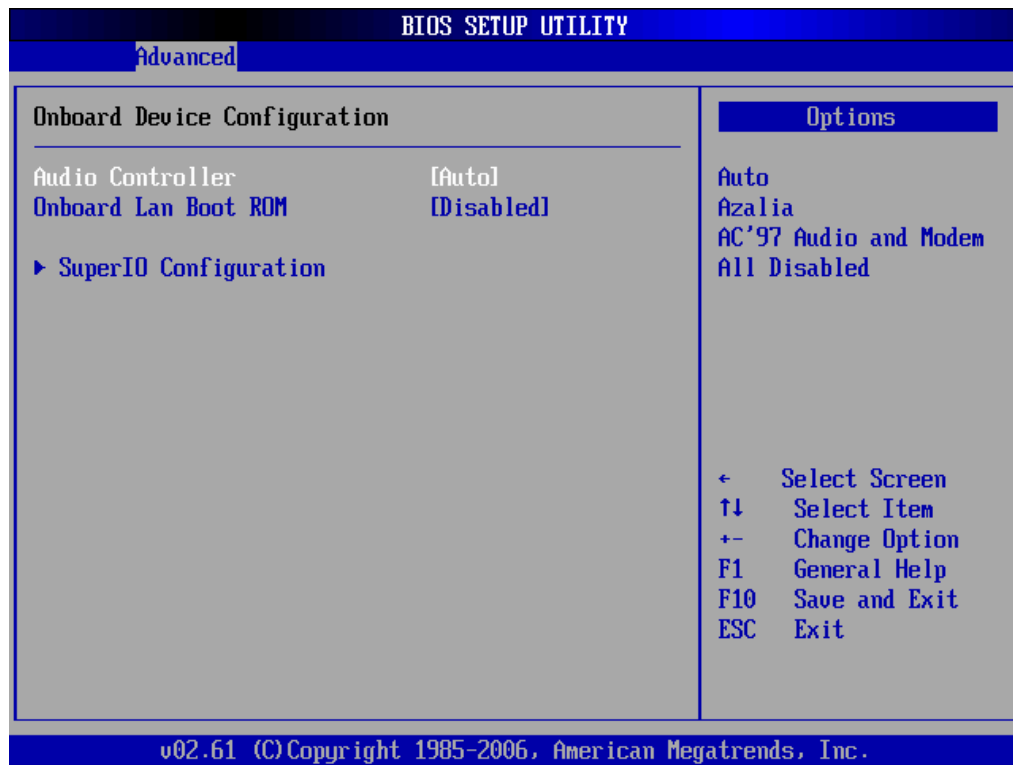 BIOS SETUP UTILITY
Advanced
Onboard Device Configuration
Audio Controller [Auto]
Onboard Lan Boot ROM [Disabled]
▶ SuperIO Configuration
Options
Auto
Azalia
AC'97 Audio and Modem
All Disabled
← Select Screen
↑↓ Select Item
+- Change Option
F1 General Help
F10 Save and Exit
ESC Exit
v02.61 (C)Copyright 1985-2006, American Megatrends, Inc.